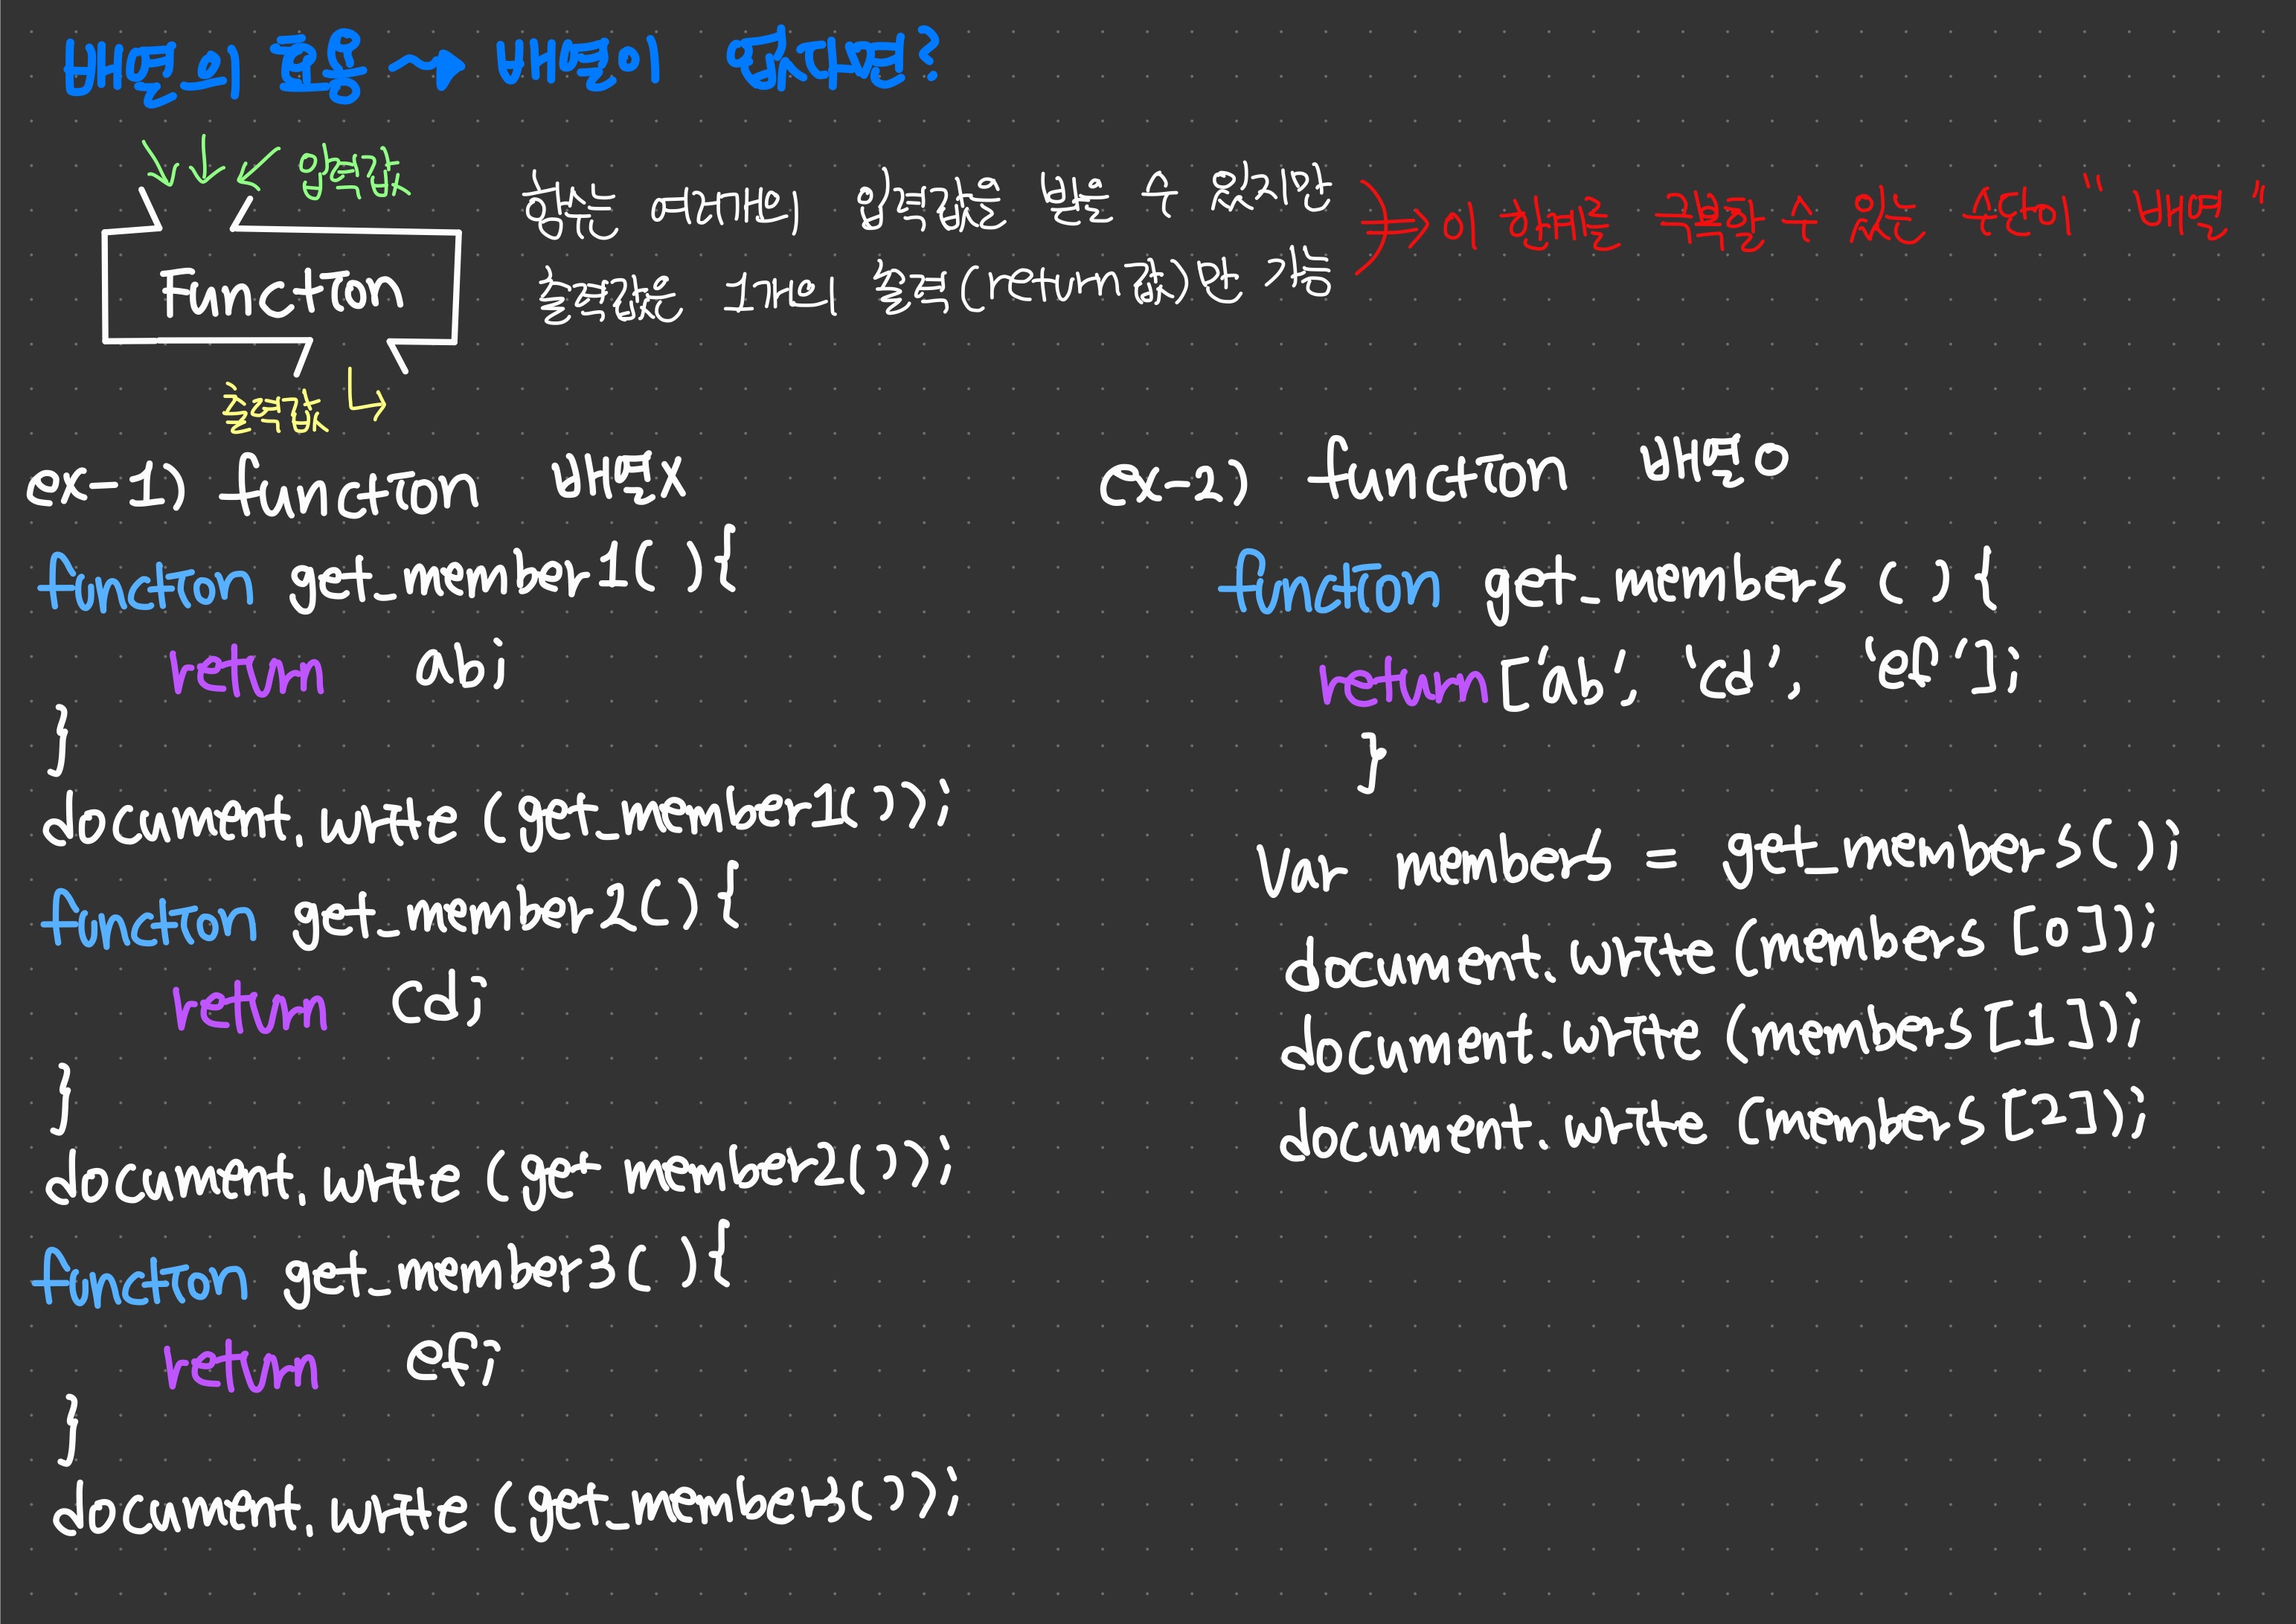 배열의 효용 → 배열이 없다면?
입력값
Function
출력값
함수는 여러개의 입력값을 받을 수 있지만
출력값은 1개의 출력(return값)만 가능
이 한계를 극복할 수 있는 수단이 "배열"
ex-1) function 배열X
function get_member1( ){
return ab;
}
document.write (get_member1( ));
function get_member2( ) {
return cd;
}
document.write (get member2( ));
function get_member3( ){
return ef;
}
document.write (get_member3( ));
ex-2) function 배열O
function get_members ( ) {
return ['ab', 'cd', 'ef'];
}
Var members = get_members( );
document.write (members [0]);
document.write (members [1]);
document.write (members [2]);